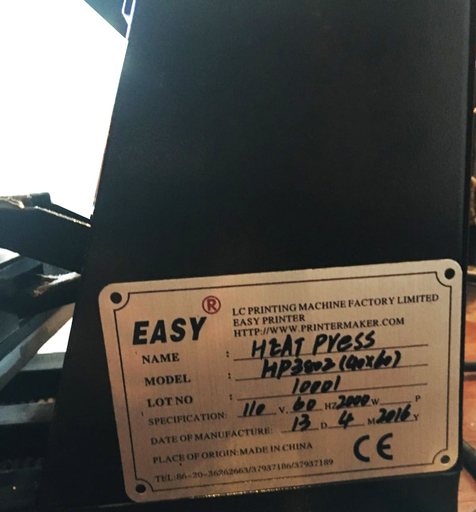 EASY ®
LC PRINTING MACHINE FACTORY LIMITED
EASY PRINTER
HTTP://WWW.PRINTERMAKER.COM
NAME : HEAT PRESS
MODEL : HP3802 (40x60)
LOT NO : 10001
SPECIFICATION: 110 V. 60 HZ 2000 W P
DATE OF MANUFACTURE: 13 D 4 M 2016 Y
PLACE OF ORIGIN: MADE IN CHINA
TEL:86-20-36262663/37937186/37937189
CE